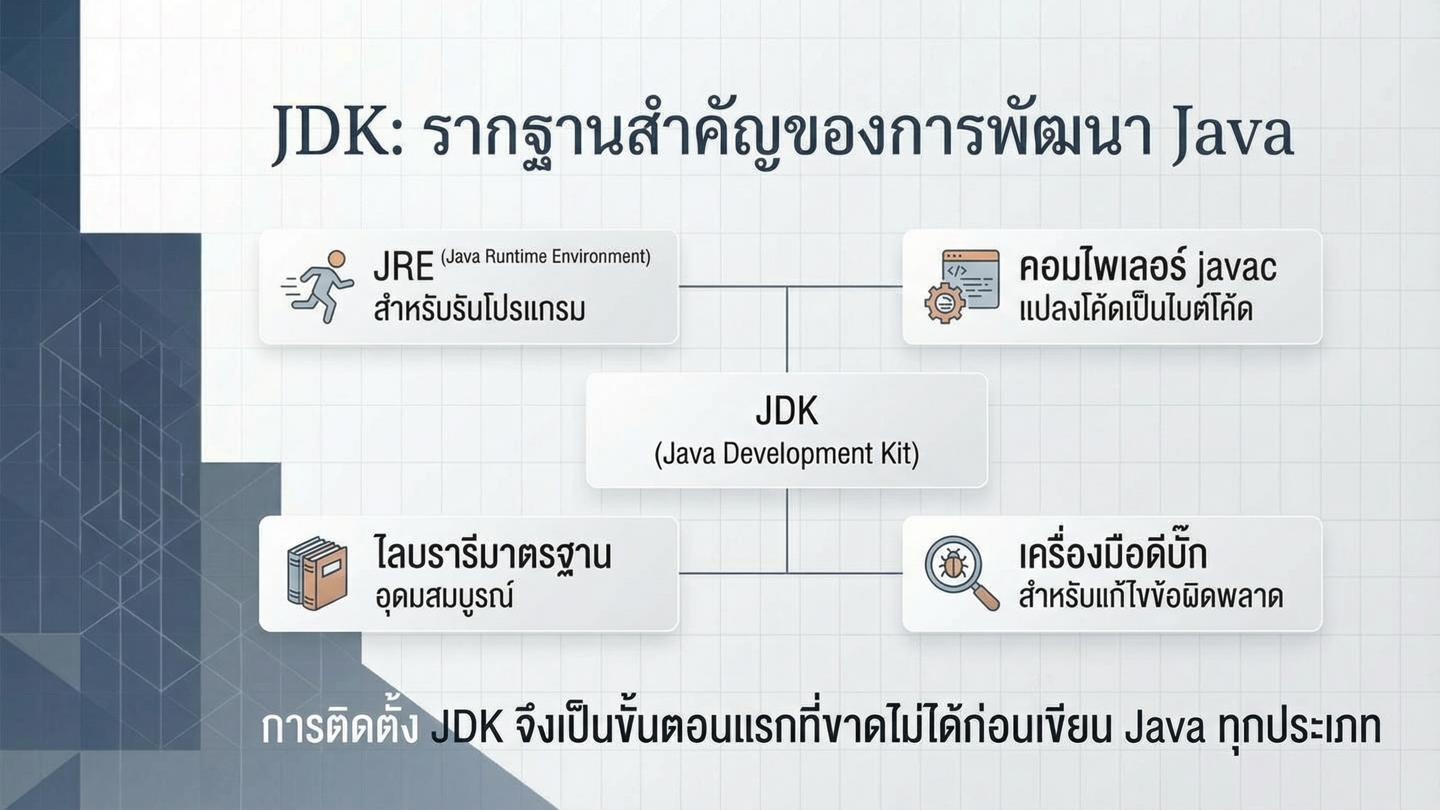 JDK: รากฐานสำคัญของการพัฒนา Java
JRE (Java Runtime Environment)
สำหรับรันโปรแกรม
คอมไพเลอร์ javac
แปลงโค้ดเป็นไบต์โค้ด
JDK
(Java Development Kit)
ไลบรารีมาตรฐาน
อุดมสมบูรณ์
เครื่องมือดีบั๊ก
สำหรับแก้ไขข้อผิดพลาด
การติดตั้ง JDK จึงเป็นขั้นตอนแรกที่ขาดไม่ได้ก่อนเขียน Java ทุกประเภท